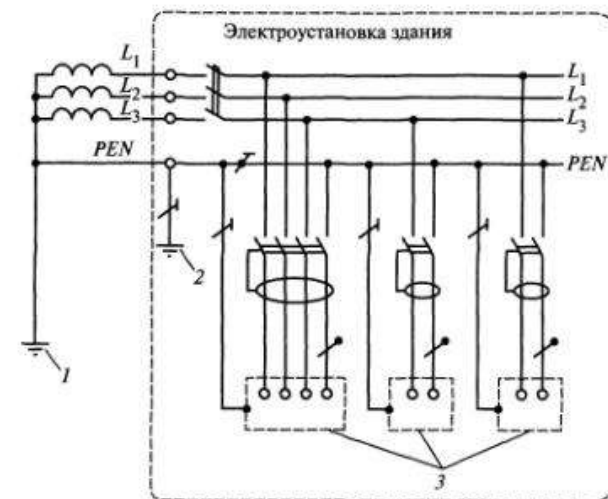 Электроустановка здания
L₁ L₁
L₂ L₂
L₃ L₃
PEN PEN
2
1
3